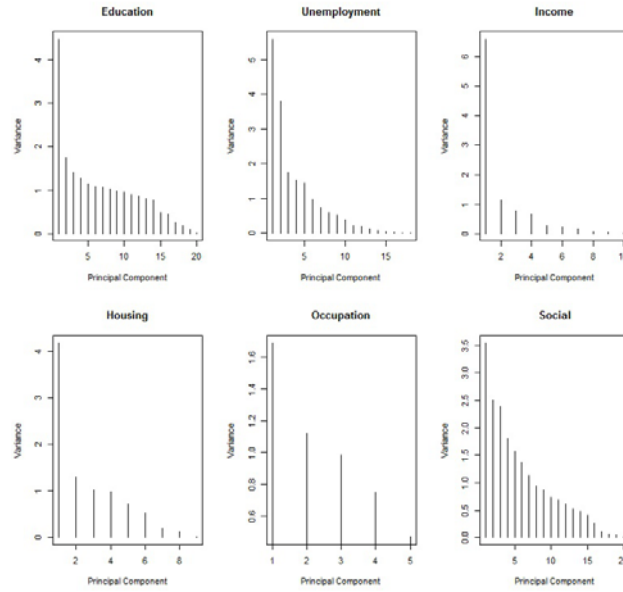 Education
Unemployment
Income
Variance
4
3
2
1
0
5 10 15 20
Principal Component
Variance
5
4
3
2
1
0
5 10 15
Principal Component
Variance
6
5
4
3
2
1
0
2 4 6 8
Principal Component
Housing
Occupation
Social
Variance
4
3
2
1
0
2 4 6 8
Principal Component
Variance
1.6
1.4
1.2
1.0
0.8
0.6
1 2 3 4 5
Principal Component
Variance
3.5
3.0
2.5
2.0
1.5
1.0
0.5
0.0
5 10 15
Principal Component